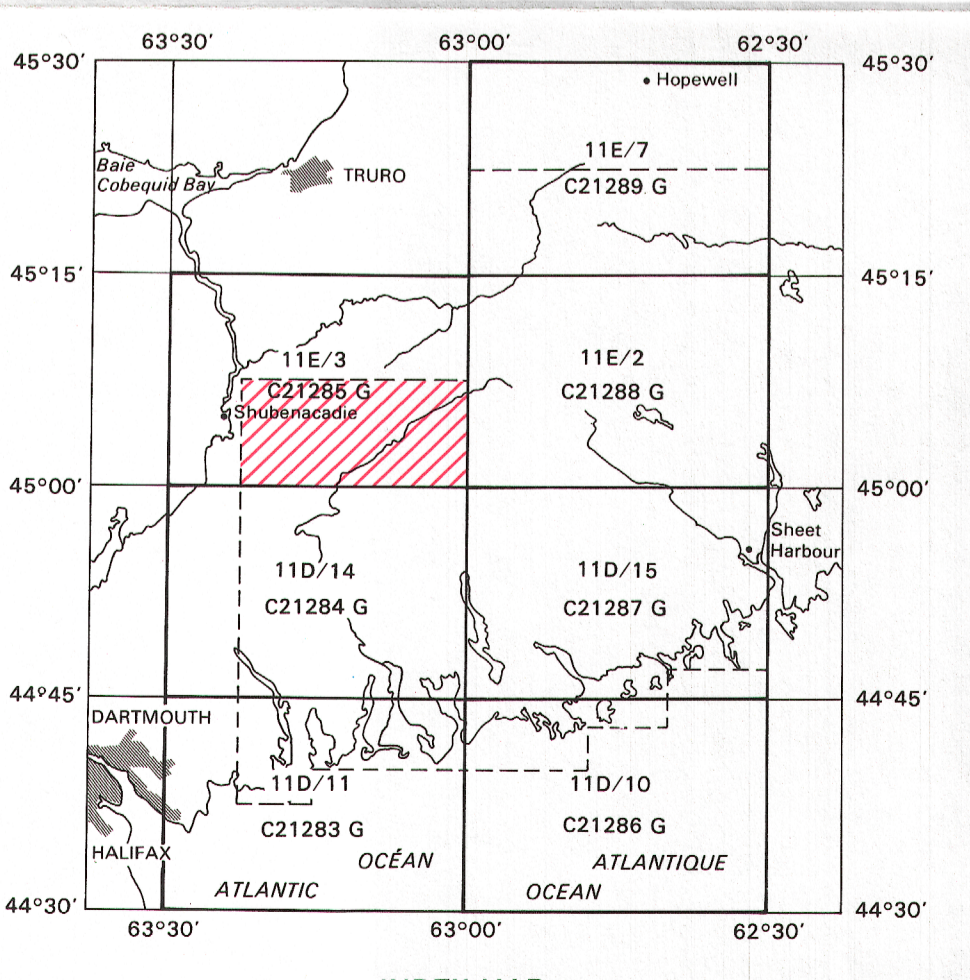 63°30′ 63°00′ 62°30′
45°30′ 45°30′
Hopewell
11E/7
Baie
Cobequid Bay
TRURO
C21289 G
45°15′ 45°15′
11E/3 11E/2
C21285 G C21288 G
Shubenacadie
45°00′ 45°00′
Sheet
Harbour
11D/14 11D/15
C21284 G C21287 G
44°45′ 44°45′
DARTMOUTH
11D/11 11D/10
C21283 G C21286 G
HALIFAX
OCÉAN ATLANTIQUE
ATLANTIC OCEAN
44°30′ 44°30′
63°30′ 63°00′ 62°30′